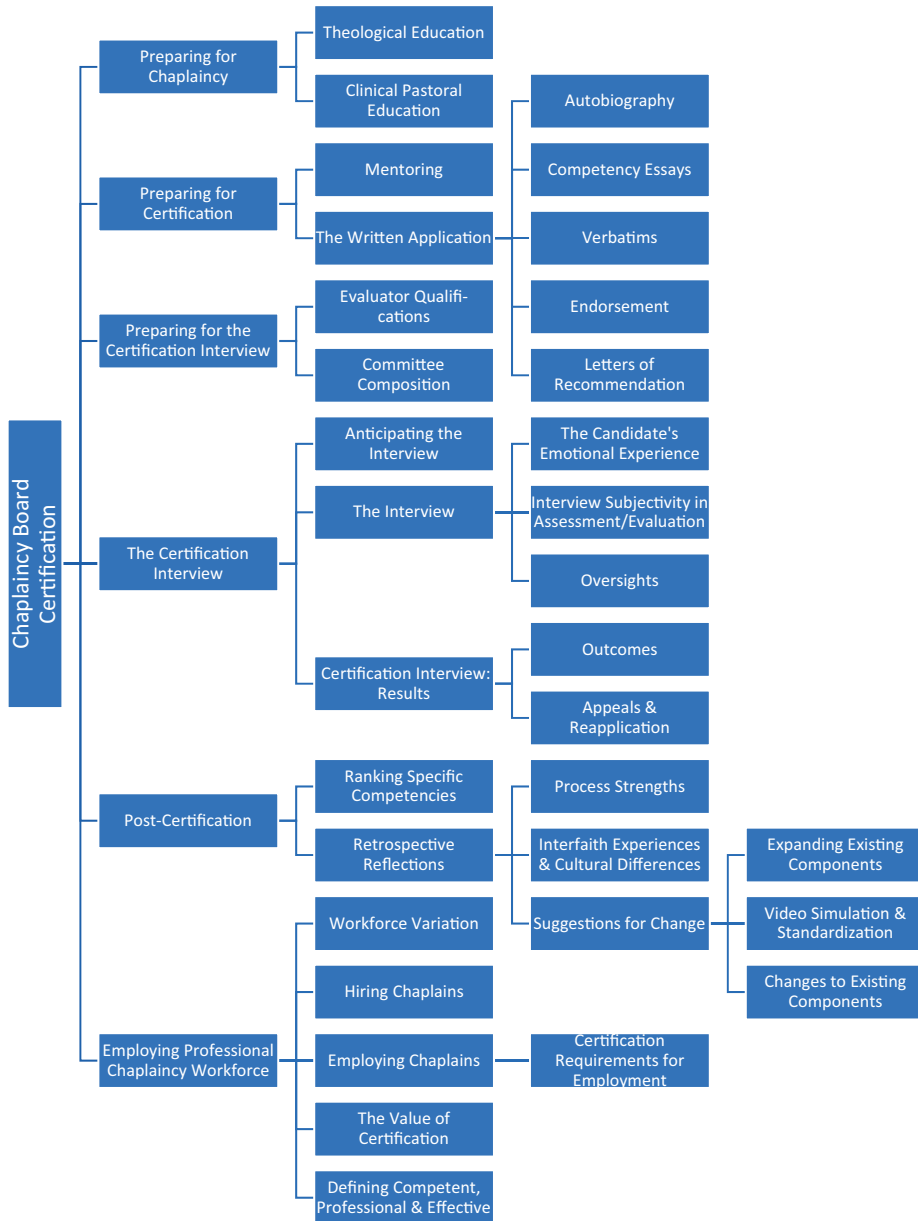 Chaplaincy Board
Certification
Preparing for
Chaplaincy
Theological Education
Clinical Pastoral
Education
Preparing for
Certification
Mentoring
The Written Application
Autobiography
Competency Essays
Verbatims
Endorsement
Letters of
Recommendation
Preparing for the
Certification Interview
Evaluator Qualifi-
cations
Committee
Composition
The Certification
Interview
Anticipating the
Interview
The Interview
The Candidate's
Emotional Experience
Interview Subjectivity in
Assessment/Evaluation
Oversights
Certification Interview:
Results
Outcomes
Appeals &
Reapplication
Post-Certification
Ranking Specific
Competencies
Retrospective
Reflections
Process Strengths
Interfaith Experiences
& Cultural Differences
Suggestions for Change
Expanding Existing
Components
Video Simulation &
Standardization
Changes to Existing
Components
Employing Professional
Chaplaincy Workforce
Workforce Variation
Hiring Chaplains
Employing Chaplains
Certification
Requirements for
Employment
The Value of
Certification
Defining Competent,
Professional & Effective